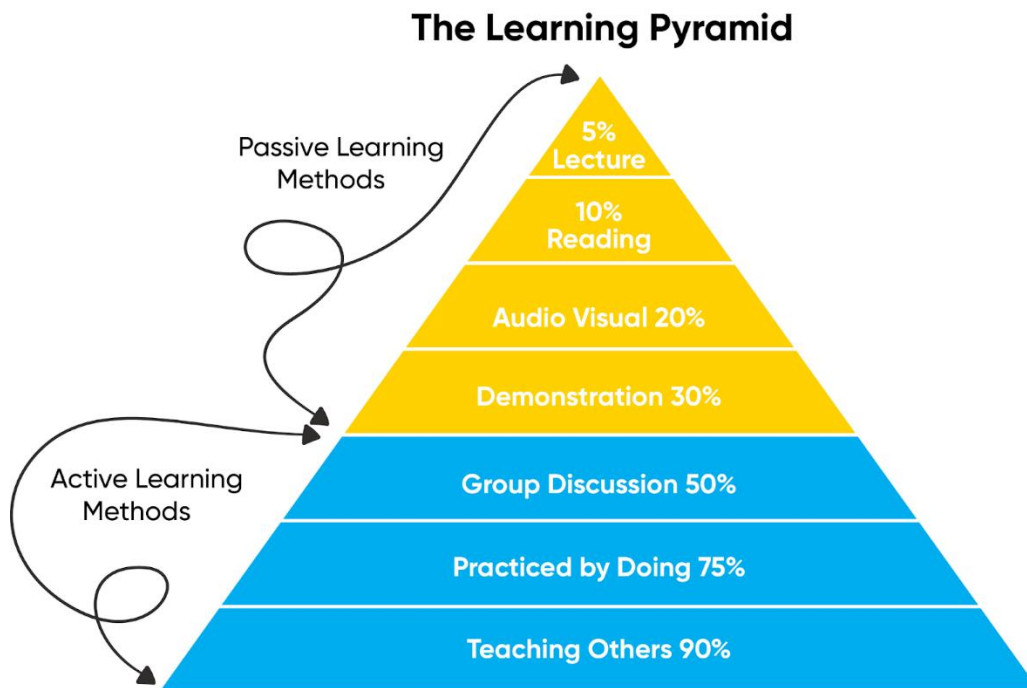 The Learning Pyramid
Passive Learning
Methods
5%
Lecture
10%
Reading
Audio Visual 20%
Demonstration 30%
Active Learning
Methods
Group Discussion 50%
Practiced by Doing 75%
Teaching Others 90%